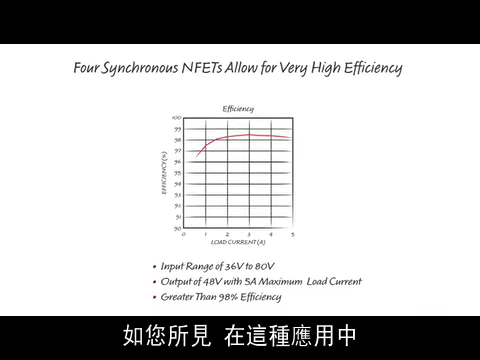 Four Synchronous NFETs Allow for Very High Efficiency
Efficiency
100
99
98
97
96
95
94
93
92
91
90
EFFICIENCY (%)
0 1 2 3 4 5
LOAD CURRENT (A)
• Input Range of 36V to 80V
• Output of 48V with 5A Maximum Load Current
• Greater Than 98% Efficiency
如您所見 在這種應用中